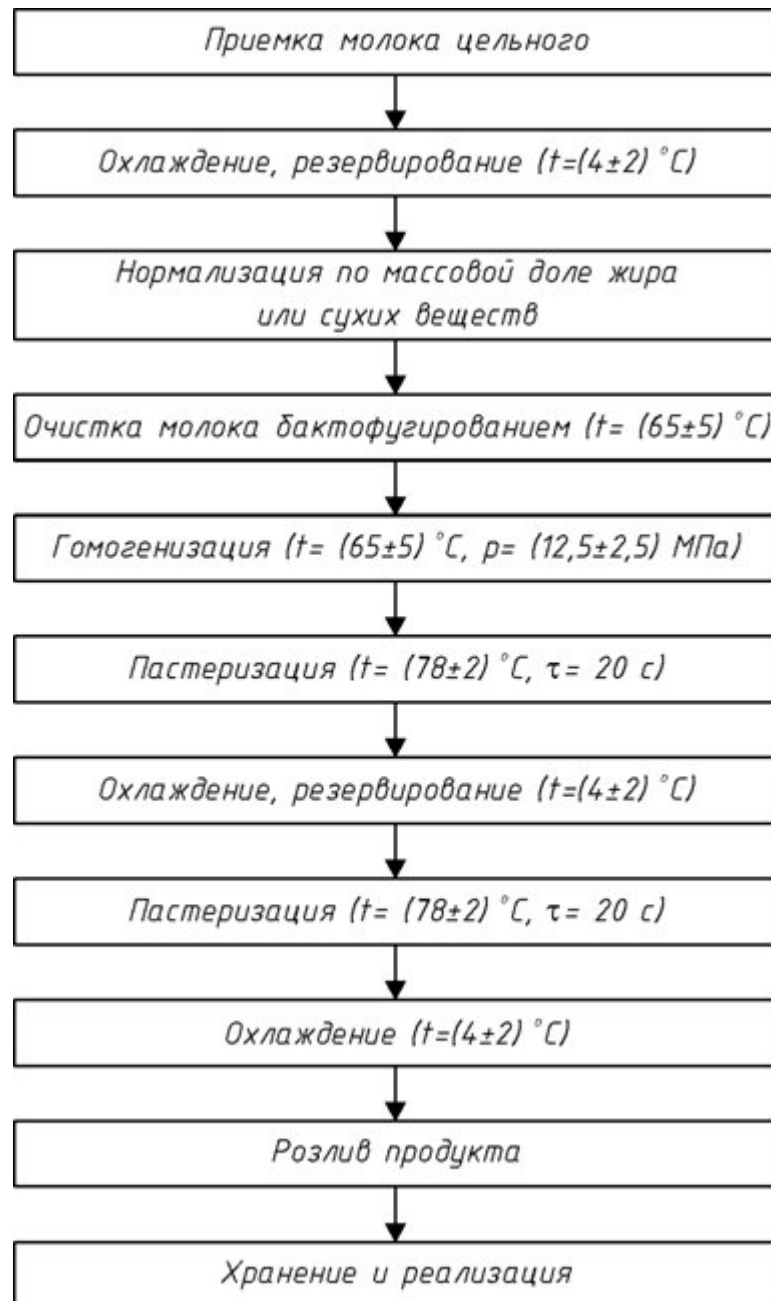 Приемка молока цельного
Охлаждение, резервирование (t=(4±2) °С)
Нормализация по массовой доле жира
или сухих веществ
Очистка молока бактофугированием (t= (65±5) °С)
Гомогенизация (t= (65±5) °С, р= (12,5±2,5) МПа)
Пастеризация (t= (78±2) °С, τ= 20 с)
Охлаждение, резервирование (t=(4±2) °С)
Пастеризация (t= (78±2) °С, τ= 20 с)
Охлаждение (t=(4±2) °С)
Розлив продукта
Хранение и реализация